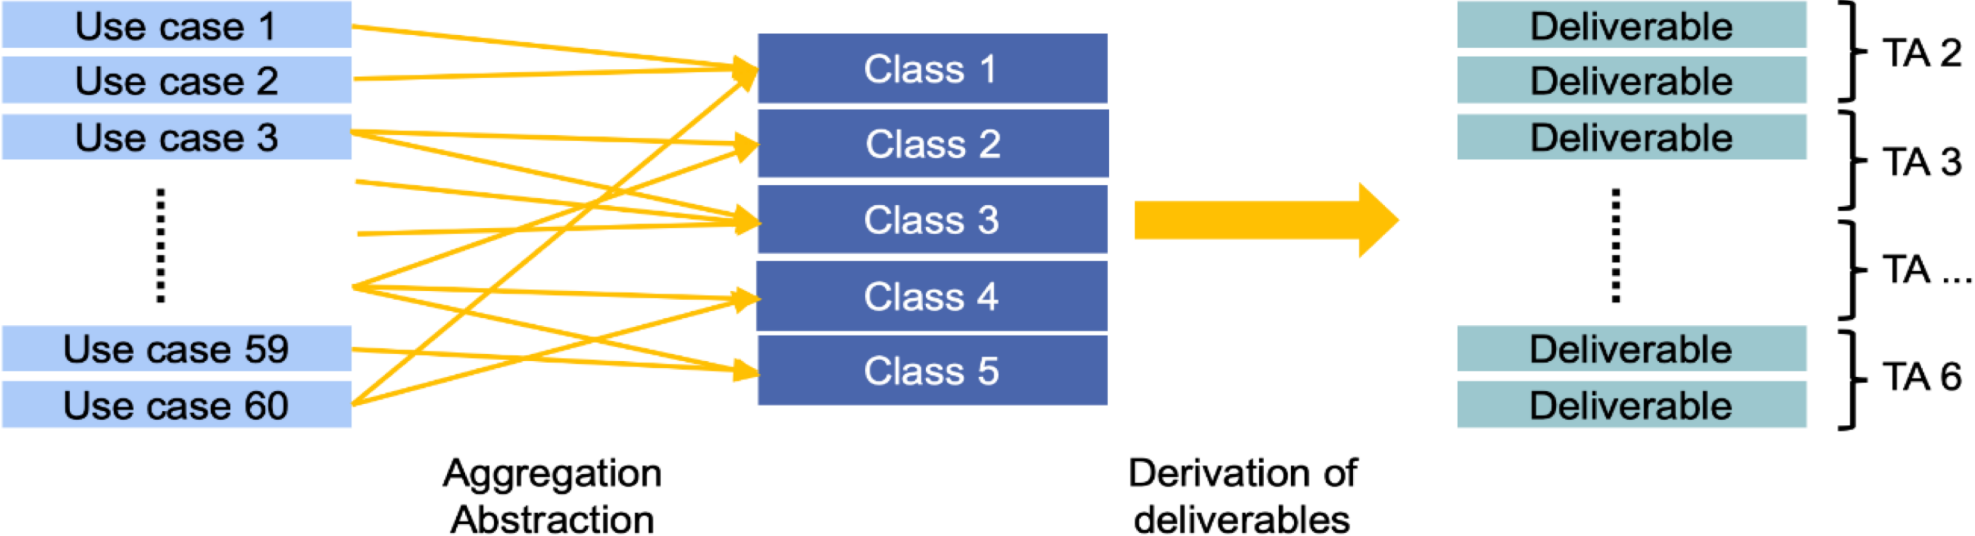 Use case 1
Use case 2
Use case 3
Use case 59
Use case 60
Aggregation
Abstraction
Class 1
Class 2
Class 3
Class 4
Class 5
Derivation of
deliverables
Deliverable
Deliverable
Deliverable
Deliverable
Deliverable
TA 2
TA 3
TA ...
TA 6